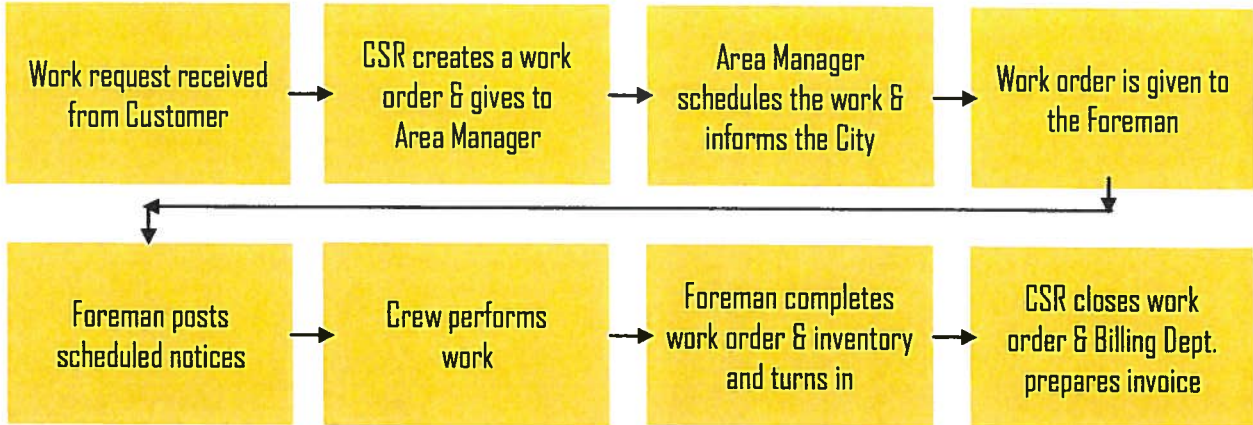 Work request received
from Customer
CSR creates a work
order & gives to
Area Manager
Area Manager
schedules the work &
informs the City
Work order is given to
the Foreman
Foreman posts
scheduled notices
Crew performs
work
Foreman completes
work order & inventory
and turns in
CSR closes work
order & Billing Dept.
prepares invoice